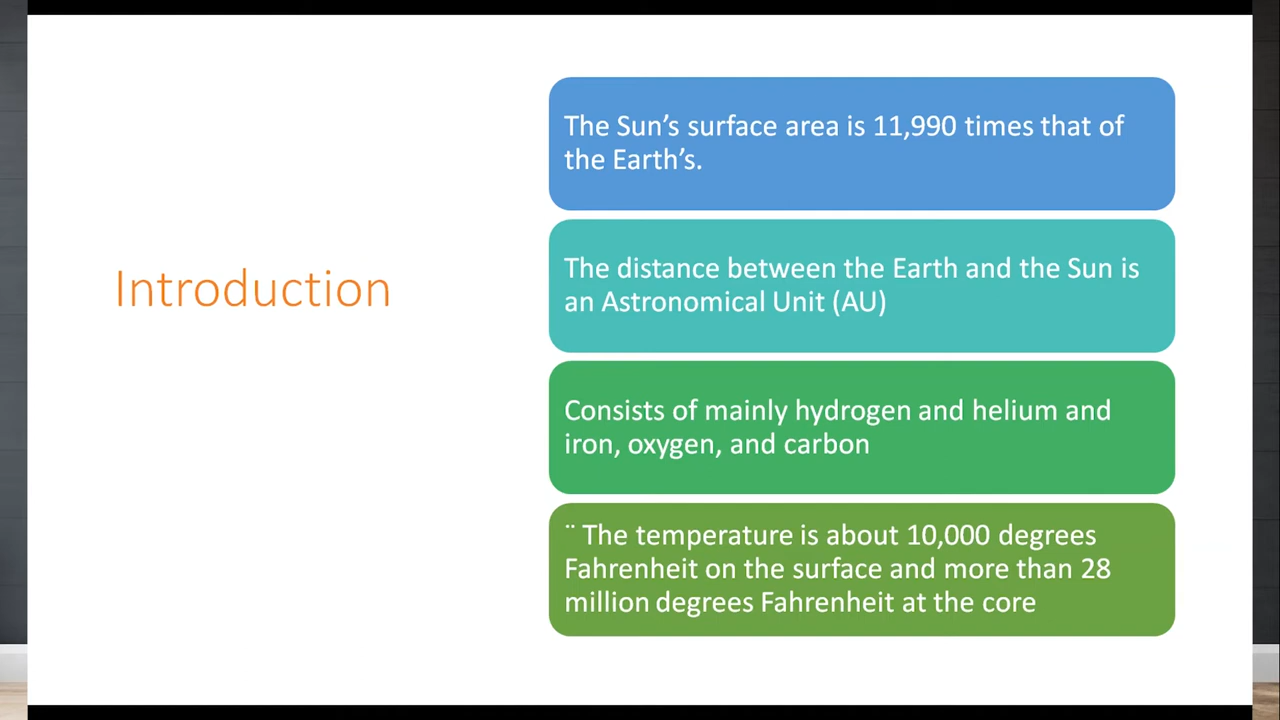 Introduction
The Sun’s surface area is 11,990 times that of
the Earth’s.
The distance between the Earth and the Sun is
an Astronomical Unit (AU)
Consists of mainly hydrogen and helium and
iron, oxygen, and carbon
¨ The temperature is about 10,000 degrees
Fahrenheit on the surface and more than 28
million degrees Fahrenheit at the core